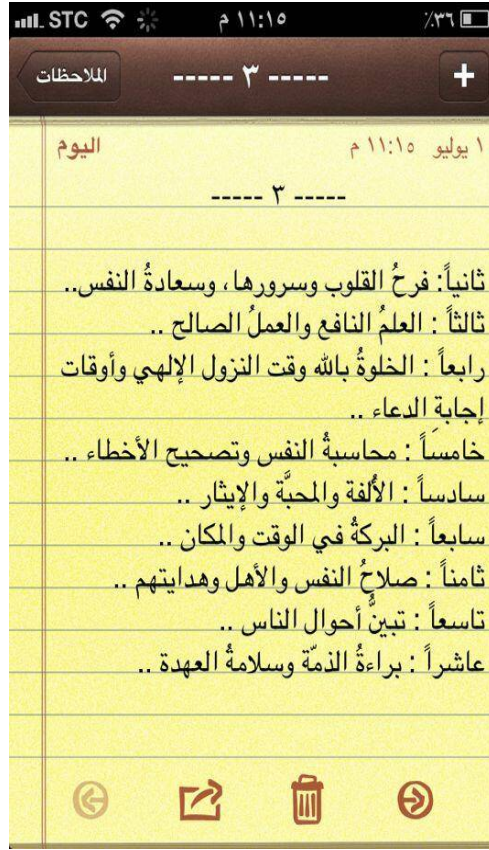 STC ١١:١٥ م ٪٣٦
الملاحظات ----- ٣ -----
١ يوليو ١١:١٥ م اليوم
----- ٣ -----
ثانياً: فرحُ القلوب وسرورها، وسعادةُ النفس..
ثالثاً : العلمُ النافع والعملُ الصالح ..
رابعاً : الخلوةُ بالله وقت النزول الإلهي وأوقات
إجابة الدعاء ..
خامسَاً : محاسبةُ النفس وتصحيح الأخطاء ..
سادساً : الأُلفة والمحبَّة والإيثار ..
سابعاً : البركةُ في الوقت والمكان ..
ثامناً : صلاحُ النفس والأهل وهدايتهم ..
تاسعاً : تبينُّ أحوال الناس ..
عاشراً : براءةُ الذمّة وسلامةُ العهدة ..